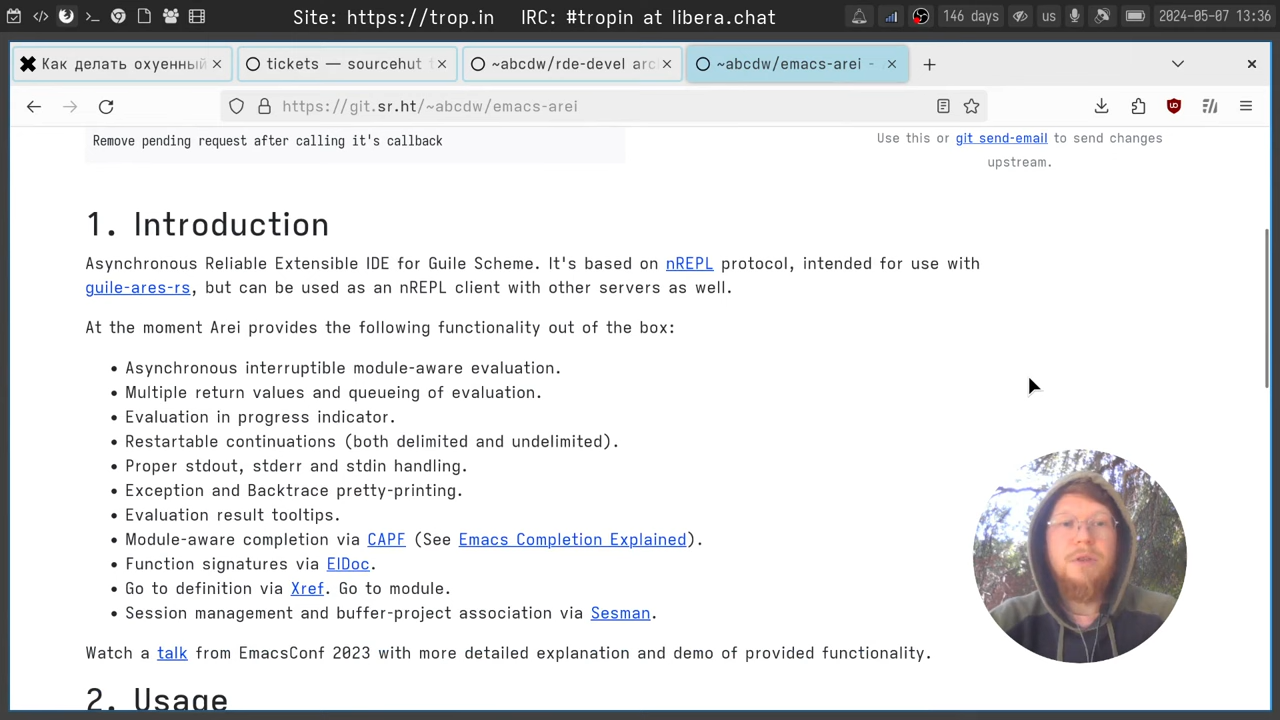 Site: https://trop.in IRC: #tropin at libera.chat
146 days us 2024-05-07 13:36
Как делать охуенный
tickets — sourcehut t
~abcdw/rde-devel arc
~abcdw/emacs-arei -
https://git.sr.ht/~abcdw/emacs-arei
Remove pending request after calling it's callback
Use this or git send-email to send changes
upstream.
1. Introduction
Asynchronous Reliable Extensible IDE for Guile Scheme. It's based on nREPL protocol, intended for use with
guile-ares-rs, but can be used as an nREPL client with other servers as well.
At the moment Arei provides the following functionality out of the box:
• Asynchronous interruptible module-aware evaluation.
• Multiple return values and queueing of evaluation.
• Evaluation in progress indicator.
• Restartable continuations (both delimited and undelimited).
• Proper stdout, stderr and stdin handling.
• Exception and Backtrace pretty-printing.
• Evaluation result tooltips.
• Module-aware completion via CAPF (See Emacs Completion Explained).
• Function signatures via ElDoc.
• Go to definition via Xref. Go to module.
• Session management and buffer-project association via Sesman.
Watch a talk from EmacsConf 2023 with more detailed explanation and demo of provided functionality.
2. Usage